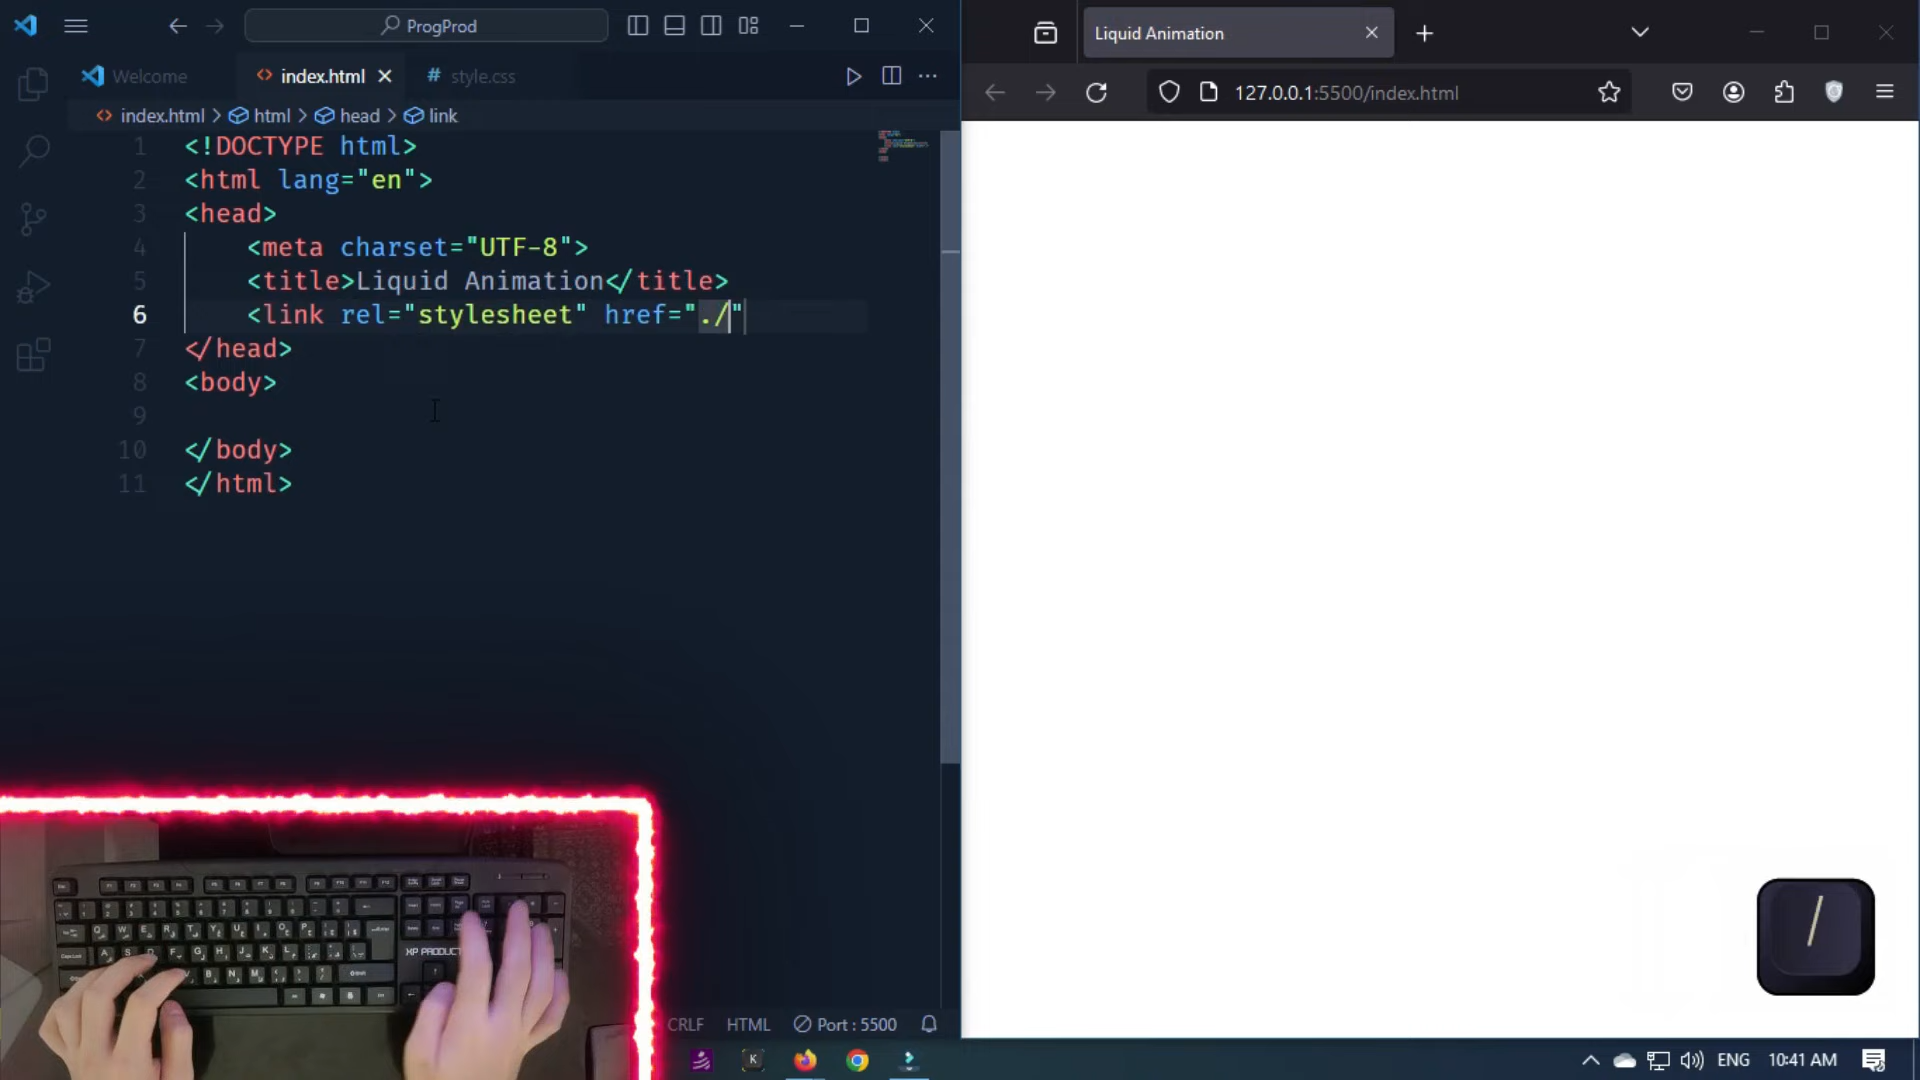 ProgProd
Liquid Animation
Welcome
index.html
# style.css
127.0.0.1:5500/index.html
index.html > html > head > link
1 <!DOCTYPE html>
2 <html lang="en">
3 <head>
4 <meta charset="UTF-8">
5 <title>Liquid Animation</title>
6 <link rel="stylesheet" href="./"
7 </head>
8 <body>
9
10 </body>
11 </html>
/
XP PRODUCT
CRLF HTML Port : 5500
K
ENG 10:41 AM